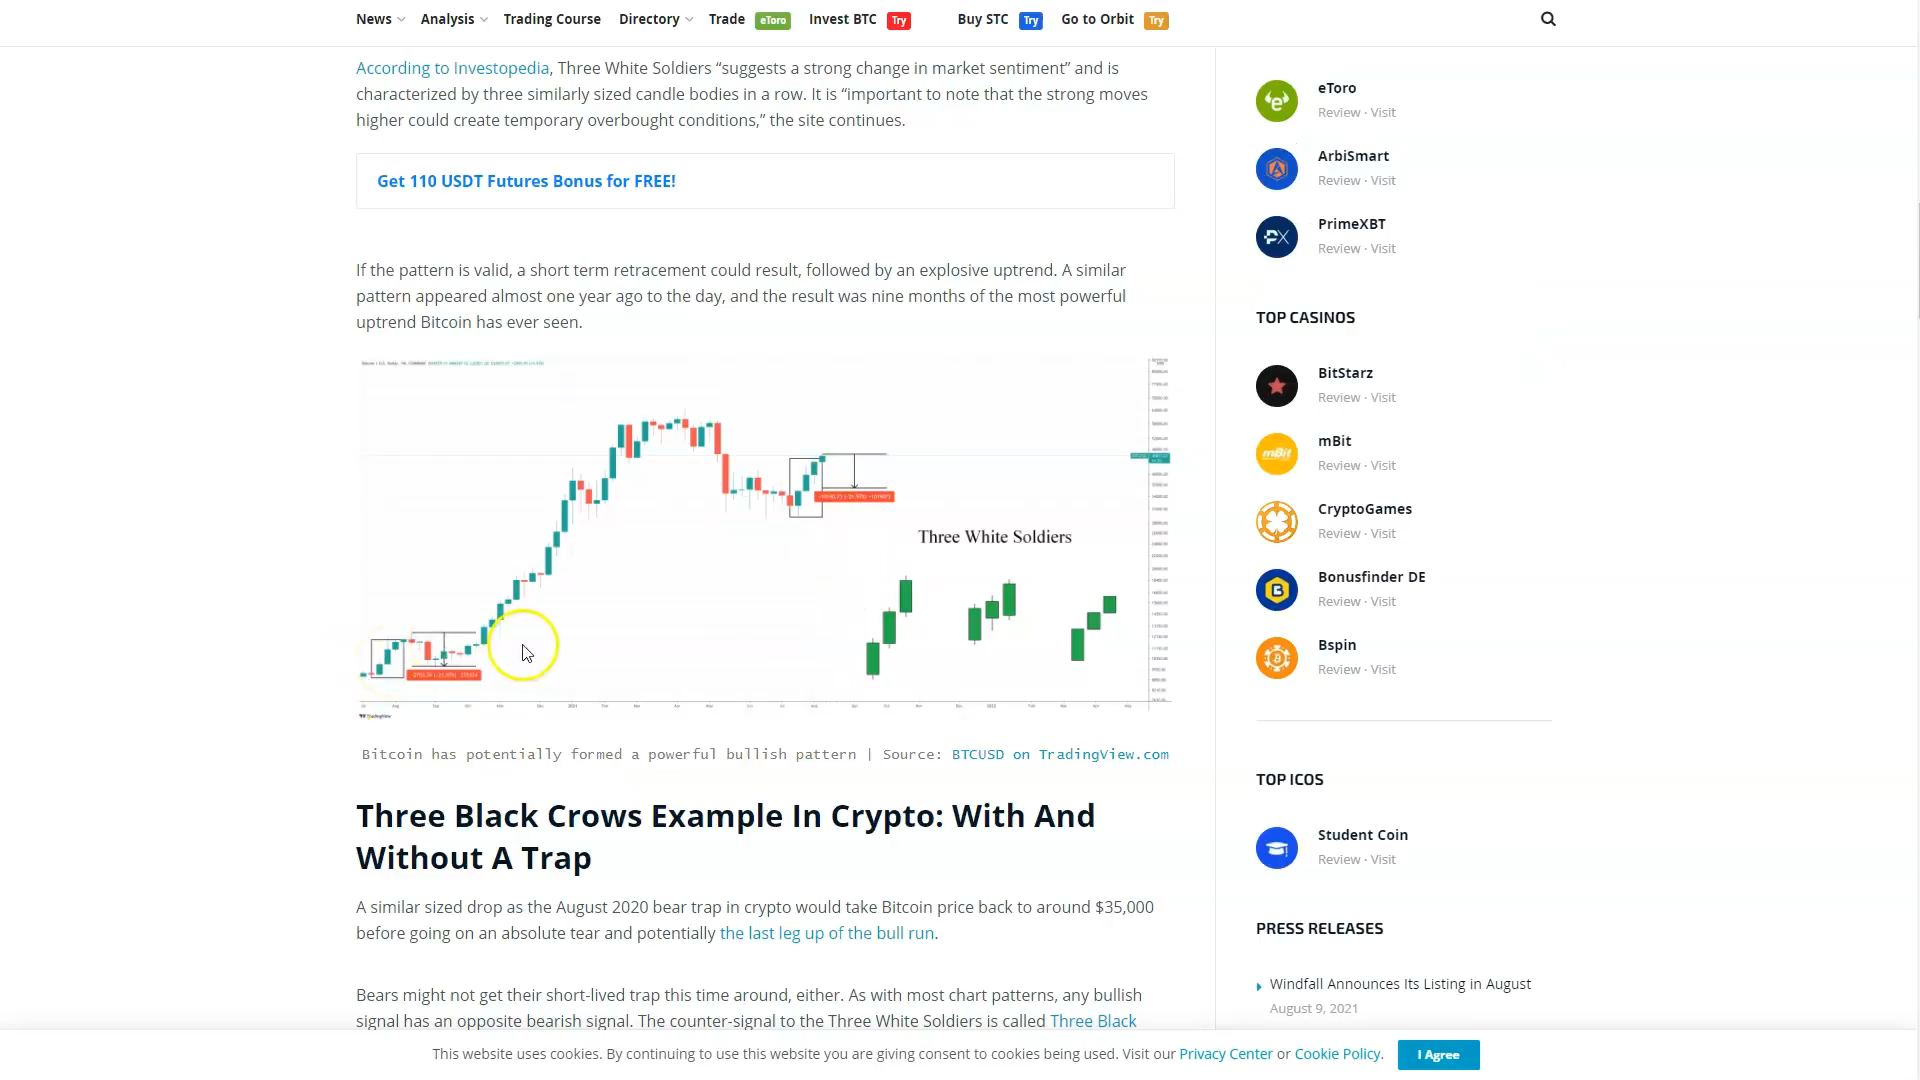 News
Analysis
Trading Course
Directory
Trade
eToro
Invest BTC
Try
Buy STC
Try
Go to Orbit
Try
According to Investopedia, Three White Soldiers “suggests a strong change in market sentiment” and is
characterized by three similarly sized candle bodies in a row. It is “important to note that the strong moves
higher could create temporary overbought conditions,” the site continues.
Get 110 USDT Futures Bonus for FREE!
If the pattern is valid, a short term retracement could result, followed by an explosive uptrend. A similar
pattern appeared almost one year ago to the day, and the result was nine months of the most powerful
uptrend Bitcoin has ever seen.
Three White Soldiers
TradingView
Bitcoin has potentially formed a powerful bullish pattern | Source: BTCUSD on TradingView.com
Three Black Crows Example In Crypto: With And
Without A Trap
A similar sized drop as the August 2020 bear trap in crypto would take Bitcoin price back to around $35,000
before going on an absolute tear and potentially the last leg up of the bull run.
Bears might not get their short-lived trap this time around, either. As with most chart patterns, any bullish
signal has an opposite bearish signal. The counter-signal to the Three White Soldiers is called Three Black
eToro
Review · Visit
ArbiSmart
Review · Visit
PrimeXBT
Review · Visit
TOP CASINOS
BitStarz
Review · Visit
mBit
mBit
Review · Visit
CryptoGames
Review · Visit
Bonusfinder DE
Review · Visit
Bspin
Review · Visit
TOP ICOS
Student Coin
Review · Visit
PRESS RELEASES
Windfall Announces Its Listing in August
August 9, 2021
This website uses cookies. By continuing to use this website you are giving consent to cookies being used. Visit our Privacy Center or Cookie Policy.
I Agree